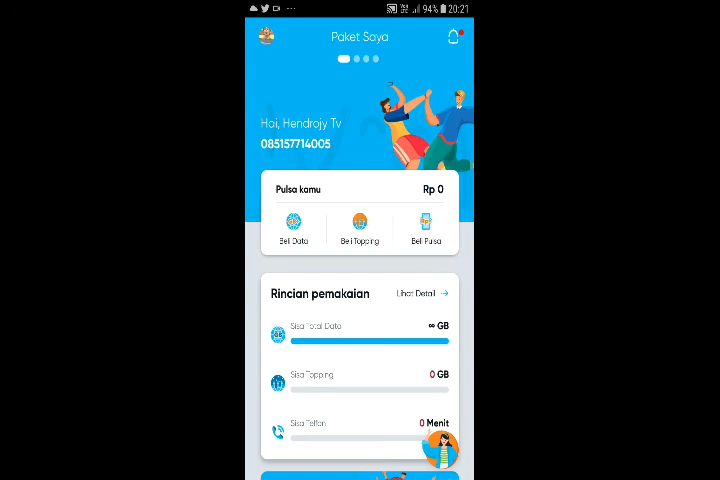 94% 20:21
Paket Saya
Hai, Hendrojy Tv
085157714005
Pulsa kamu Rp 0
Beli Data Beli Topping Beli Pulsa
Rincian pemakaian Lihat Detail →
Sisa Total Data ∞ GB
Sisa Topping 0 GB
Sisa Telfon 0 Menit